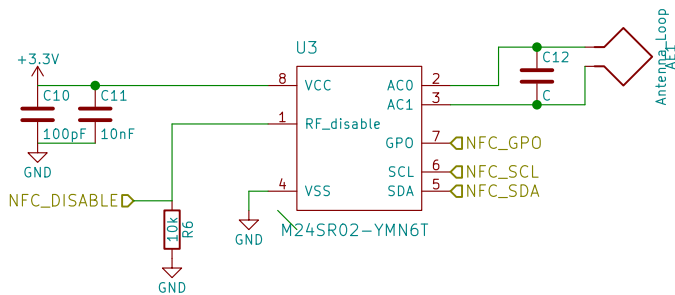 U3
+3.3V
C10
100pF
C11
10nF
GND
8
VCC
1
RF_disable
4
VSS
AC0
2
AC1
3
GPO
7
NFC_GPO
SCL
6
NFC_SCL
SDA
5
NFC_SDA
C12
C
Antenna_Loop
AE1
NFC_DISABLE
10k
R6
GND
GND
M24SR02-YMN6T